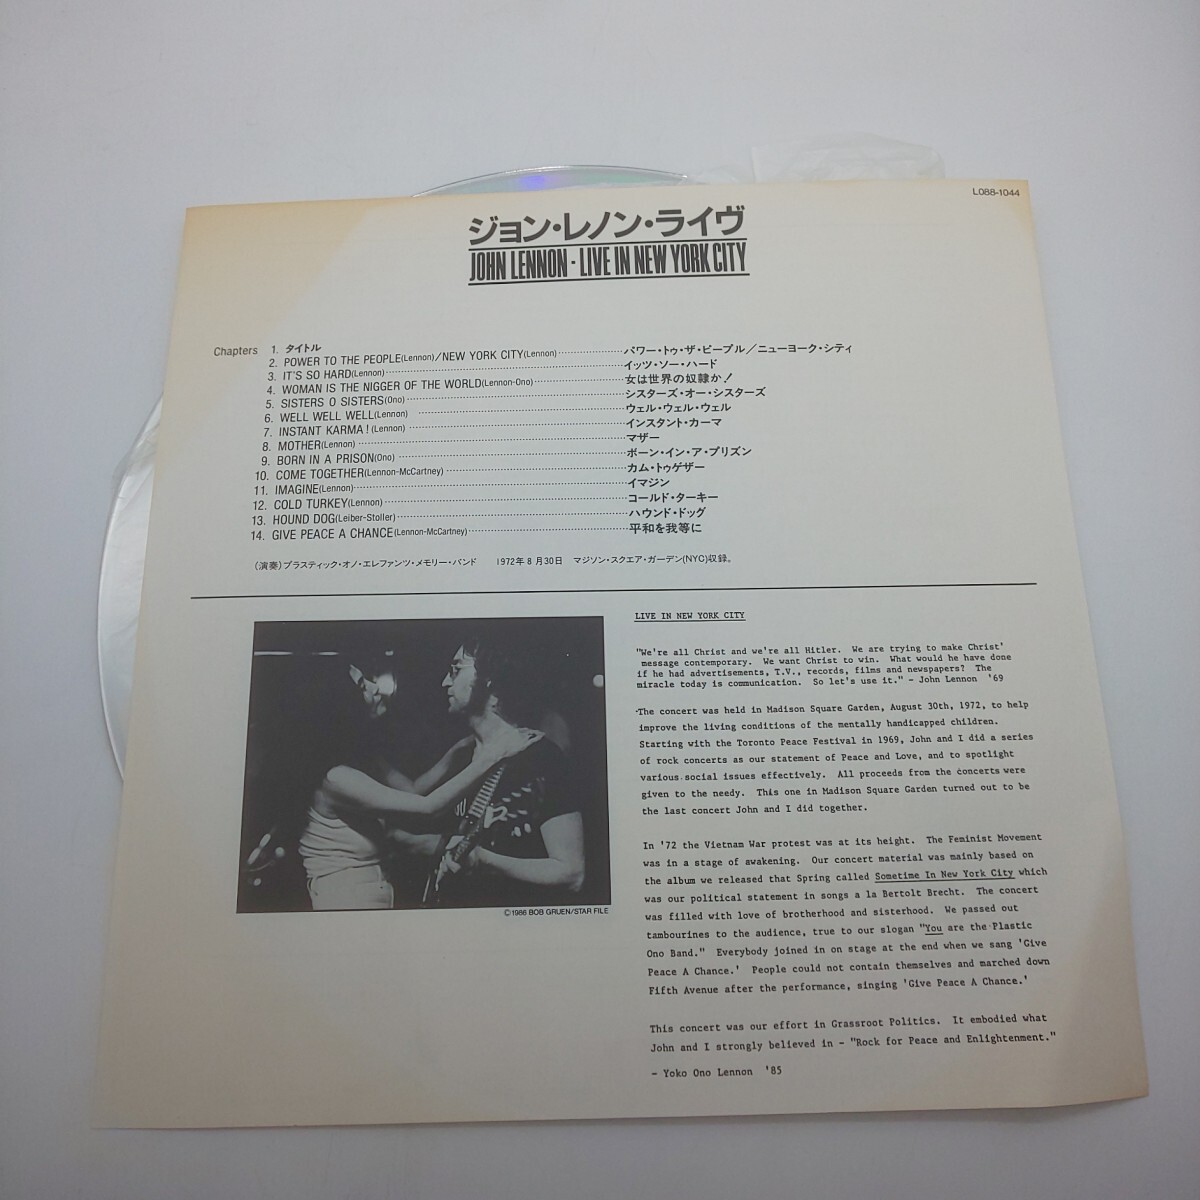 L088-1044
ジョン・レノン・ライヴ
JOHN LENNON - LIVE IN NEW YORK CITY
Chapters 1. タイトル
2. POWER TO THE PEOPLE(Lennon)/NEW YORK CITY(Lennon)……パワー・トゥ・ザ・ピープル／ニューヨーク・シティ
3. IT'S SO HARD(Lennon)……イッツ・ソー・ハード
4. WOMAN IS THE NIGGER OF THE WORLD(Lennon-Ono)……女は世界の奴隷か！
5. SISTERS O SISTERS(Ono)……シスターズ・オー・シスターズ
6. WELL WELL WELL(Lennon)……ウェル・ウェル・ウェル
7. INSTANT KARMA!(Lennon)……インスタント・カーマ
8. MOTHER(Lennon)……マザー
9. BORN IN A PRISON(Ono)……ボーン・イン・ア・プリズン
10. COME TOGETHER(Lennon-McCartney)……カム・トゥゲザー
11. IMAGINE(Lennon)……イマジン
12. COLD TURKEY(Lennon)……コールド・ターキー
13. HOUND DOG(Leiber-Stoller)……ハウンド・ドッグ
14. GIVE PEACE A CHANCE(Lennon-McCartney)……平和を我等に
(演奏)プラスティック・オノ・エレファンツ・メモリー・バンド 1972年8月30日 マジソン・スクエア・ガーデン(NYC)収録。
©1986 BOB GRUEN/STAR FILE
LIVE IN NEW YORK CITY
"We're all Christ and we're all Hitler. We are trying to make Christ'
message contemporary. We want Christ to win. What would he have done
if he had advertisements, T.V., records, films and newspapers? The
miracle today is communication. So let's use it." - John Lennon '69
The concert was held in Madison Square Garden, August 30th, 1972, to help
improve the living conditions of the mentally handicapped children.
Starting with the Toronto Peace Festival in 1969, John and I did a series
of rock concerts as our statement of Peace and Love, and to spotlight
various social issues effectively. All proceeds from the concerts were
given to the needy. This one in Madison Square Garden turned out to be
the last concert John and I did together.
In '72 the Vietnam War protest was at its height. The Feminist Movement
was in a stage of awakening. Our concert material was mainly based on
the album we released that Spring called Sometime In New York City which
was our political statement in songs a la Bertolt Brecht. The concert
was filled with love of brotherhood and sisterhood. We passed out
tambourines to the audience, true to our slogan "You are the Plastic
Ono Band." Everybody joined in on stage at the end when we sang 'Give
Peace A Chance.' People could not contain themselves and marched down
Fifth Avenue after the performance, singing 'Give Peace A Chance.'
This concert was our effort in Grassroot Politics. It embodied what
John and I strongly believed in - "Rock for Peace and Enlightenment."
- Yoko Ono Lennon '85